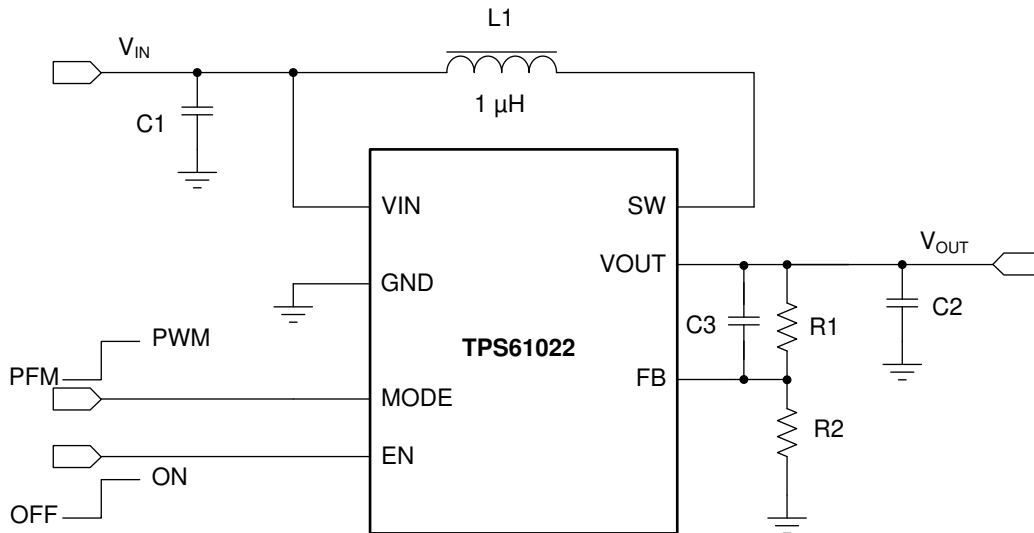 L1
VIN
1 µH
C1
VIN
SW
VOUT
VOUT
GND
C3
R1
C2
TPS61022
PWM
PFM
FB
MODE
R2
EN
ON
OFF